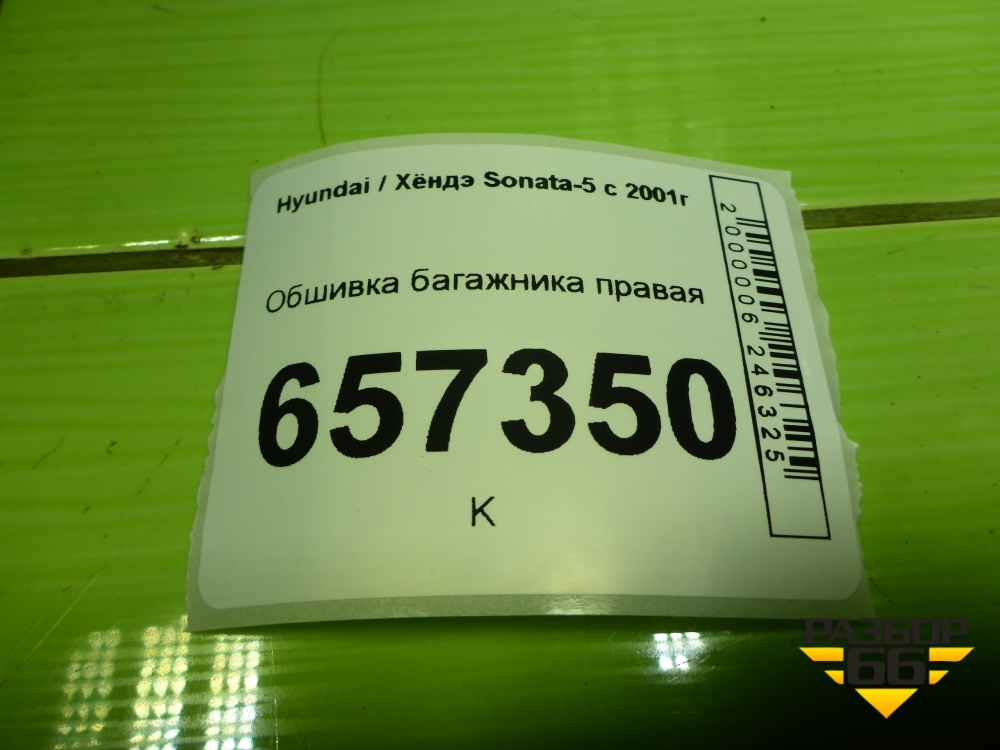 Hyundai / Хёндэ Sonata-5 с 2001г
Обшивка багажника правая
657350
К
2000006246325
РАЗБОР
66